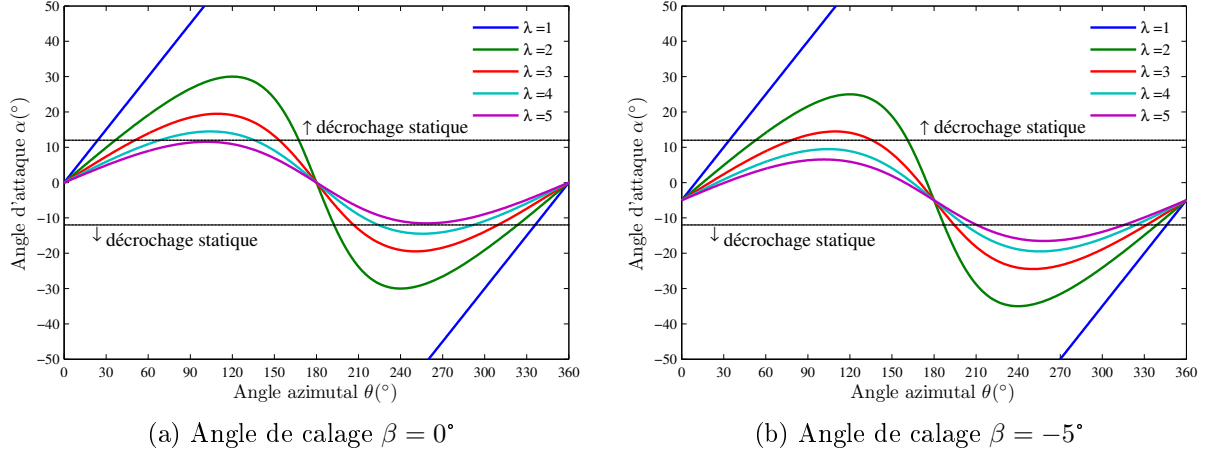 50
40
30
20
10
0
−10
−20
−30
−40
−50
Angle d'attaque α(°)
λ =1
λ =2
λ =3
λ =4
λ =5
↑ décrochage statique
↓ décrochage statique
0 30 60 90 120 150 180 210 240 270 300 330 360
Angle azimutal θ(°)
(a) Angle de calage β = 0°
50
40
30
20
10
0
−10
−20
−30
−40
−50
Angle d'attaque α(°)
λ =1
λ =2
λ =3
λ =4
λ =5
↑ décrochage statique
↓ décrochage statique
0 30 60 90 120 150 180 210 240 270 300 330 360
Angle azimutal θ(°)
(b) Angle de calage β = −5°